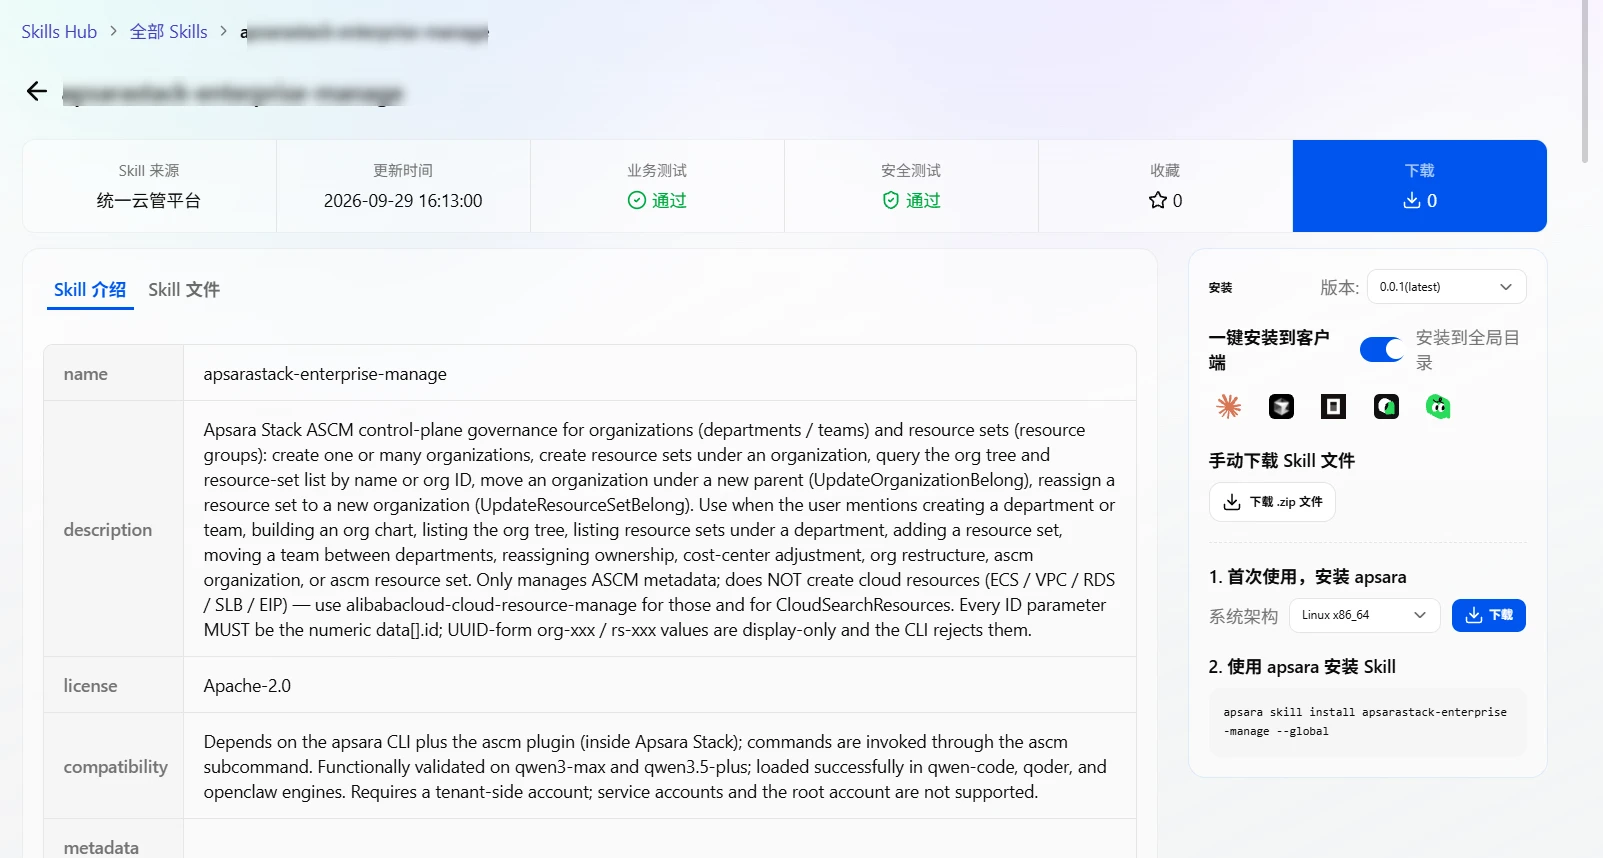 Skills Hub > 全部 Skills >
Skill 来源
统一云管平台
更新时间
2026-09-29 16:13:00
业务测试
通过
安全测试
通过
收藏
0
下载
0
Skill 介绍
Skill 文件
name
apsarastack-enterprise-manage
description
Apsara Stack ASCM control-plane governance for organizations (departments / teams) and resource sets (resource
groups): create one or many organizations, create resource sets under an organization, query the org tree and
resource-set list by name or org ID, move an organization under a new parent (UpdateOrganizationBelong), reassign a
resource set to a new organization (UpdateResourceSetBelong). Use when the user mentions creating a department or
team, building an org chart, listing the org tree, listing resource sets under a department, adding a resource set,
moving a team between departments, reassigning ownership, cost-center adjustment, org restructure, ascm
organization, or ascm resource set. Only manages ASCM metadata; does NOT create cloud resources (ECS / VPC / RDS
/ SLB / EIP) — use alibabacloud-cloud-resource-manage for those and for CloudSearchResources. Every ID parameter
MUST be the numeric data[].id; UUID-form org-xxx / rs-xxx values are display-only and the CLI rejects them.
license
Apache-2.0
compatibility
Depends on the apsara CLI plus the ascm plugin (inside Apsara Stack); commands are invoked through the ascm
subcommand. Functionally validated on qwen3-max and qwen3.5-plus; loaded successfully in qwen-code, qoder, and
openclaw engines. Requires a tenant-side account; service accounts and the root account are not supported.
metadata
安装
版本:
0.0.1(latest)
一键安装到客户
端
安装到全局目
录
手动下载 Skill 文件
下载 .zip 文件
1. 首次使用，安装 apsara
系统架构
Linux x86_64
下载
2. 使用 apsara 安装 Skill
apsara skill install apsarastack-enterprise
-manage --global